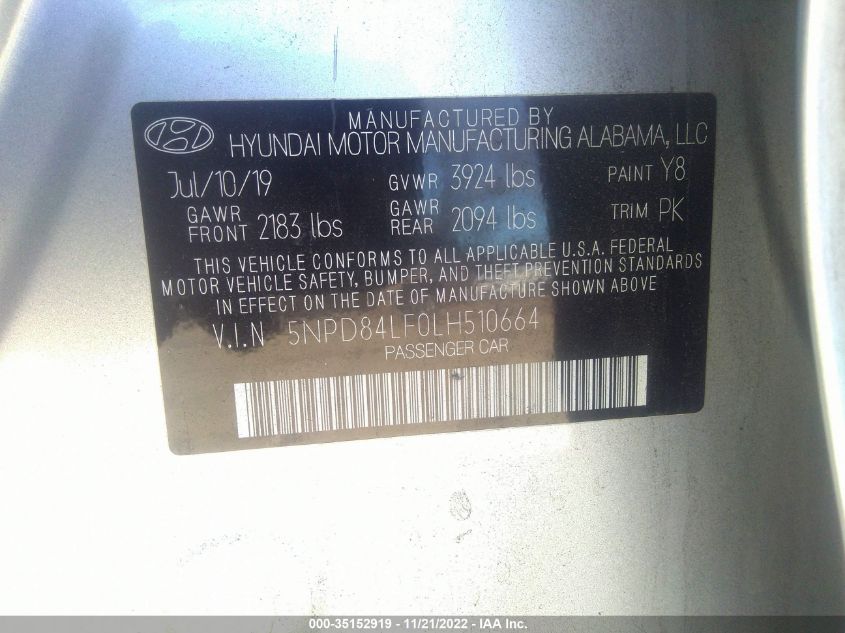 MANUFACTURED BY
HYUNDAI MOTOR MANUFACTURING ALABAMA, LLC
Jul/10/19 GVWR 3924 lbs PAINT Y8
GAWR FRONT 2183 lbs GAWR REAR 2094 lbs TRIM PK
THIS VEHICLE CONFORMS TO ALL APPLICABLE U.S.A. FEDERAL
MOTOR VEHICLE SAFETY, BUMPER, AND THEFT PREVENTION STANDARDS
IN EFFECT ON THE DATE OF MANUFACTURE SHOWN ABOVE
V.I.N 5NPD84LF0LH510664
PASSENGER CAR
000-35152919 - 11/21/2022 - IAA Inc.